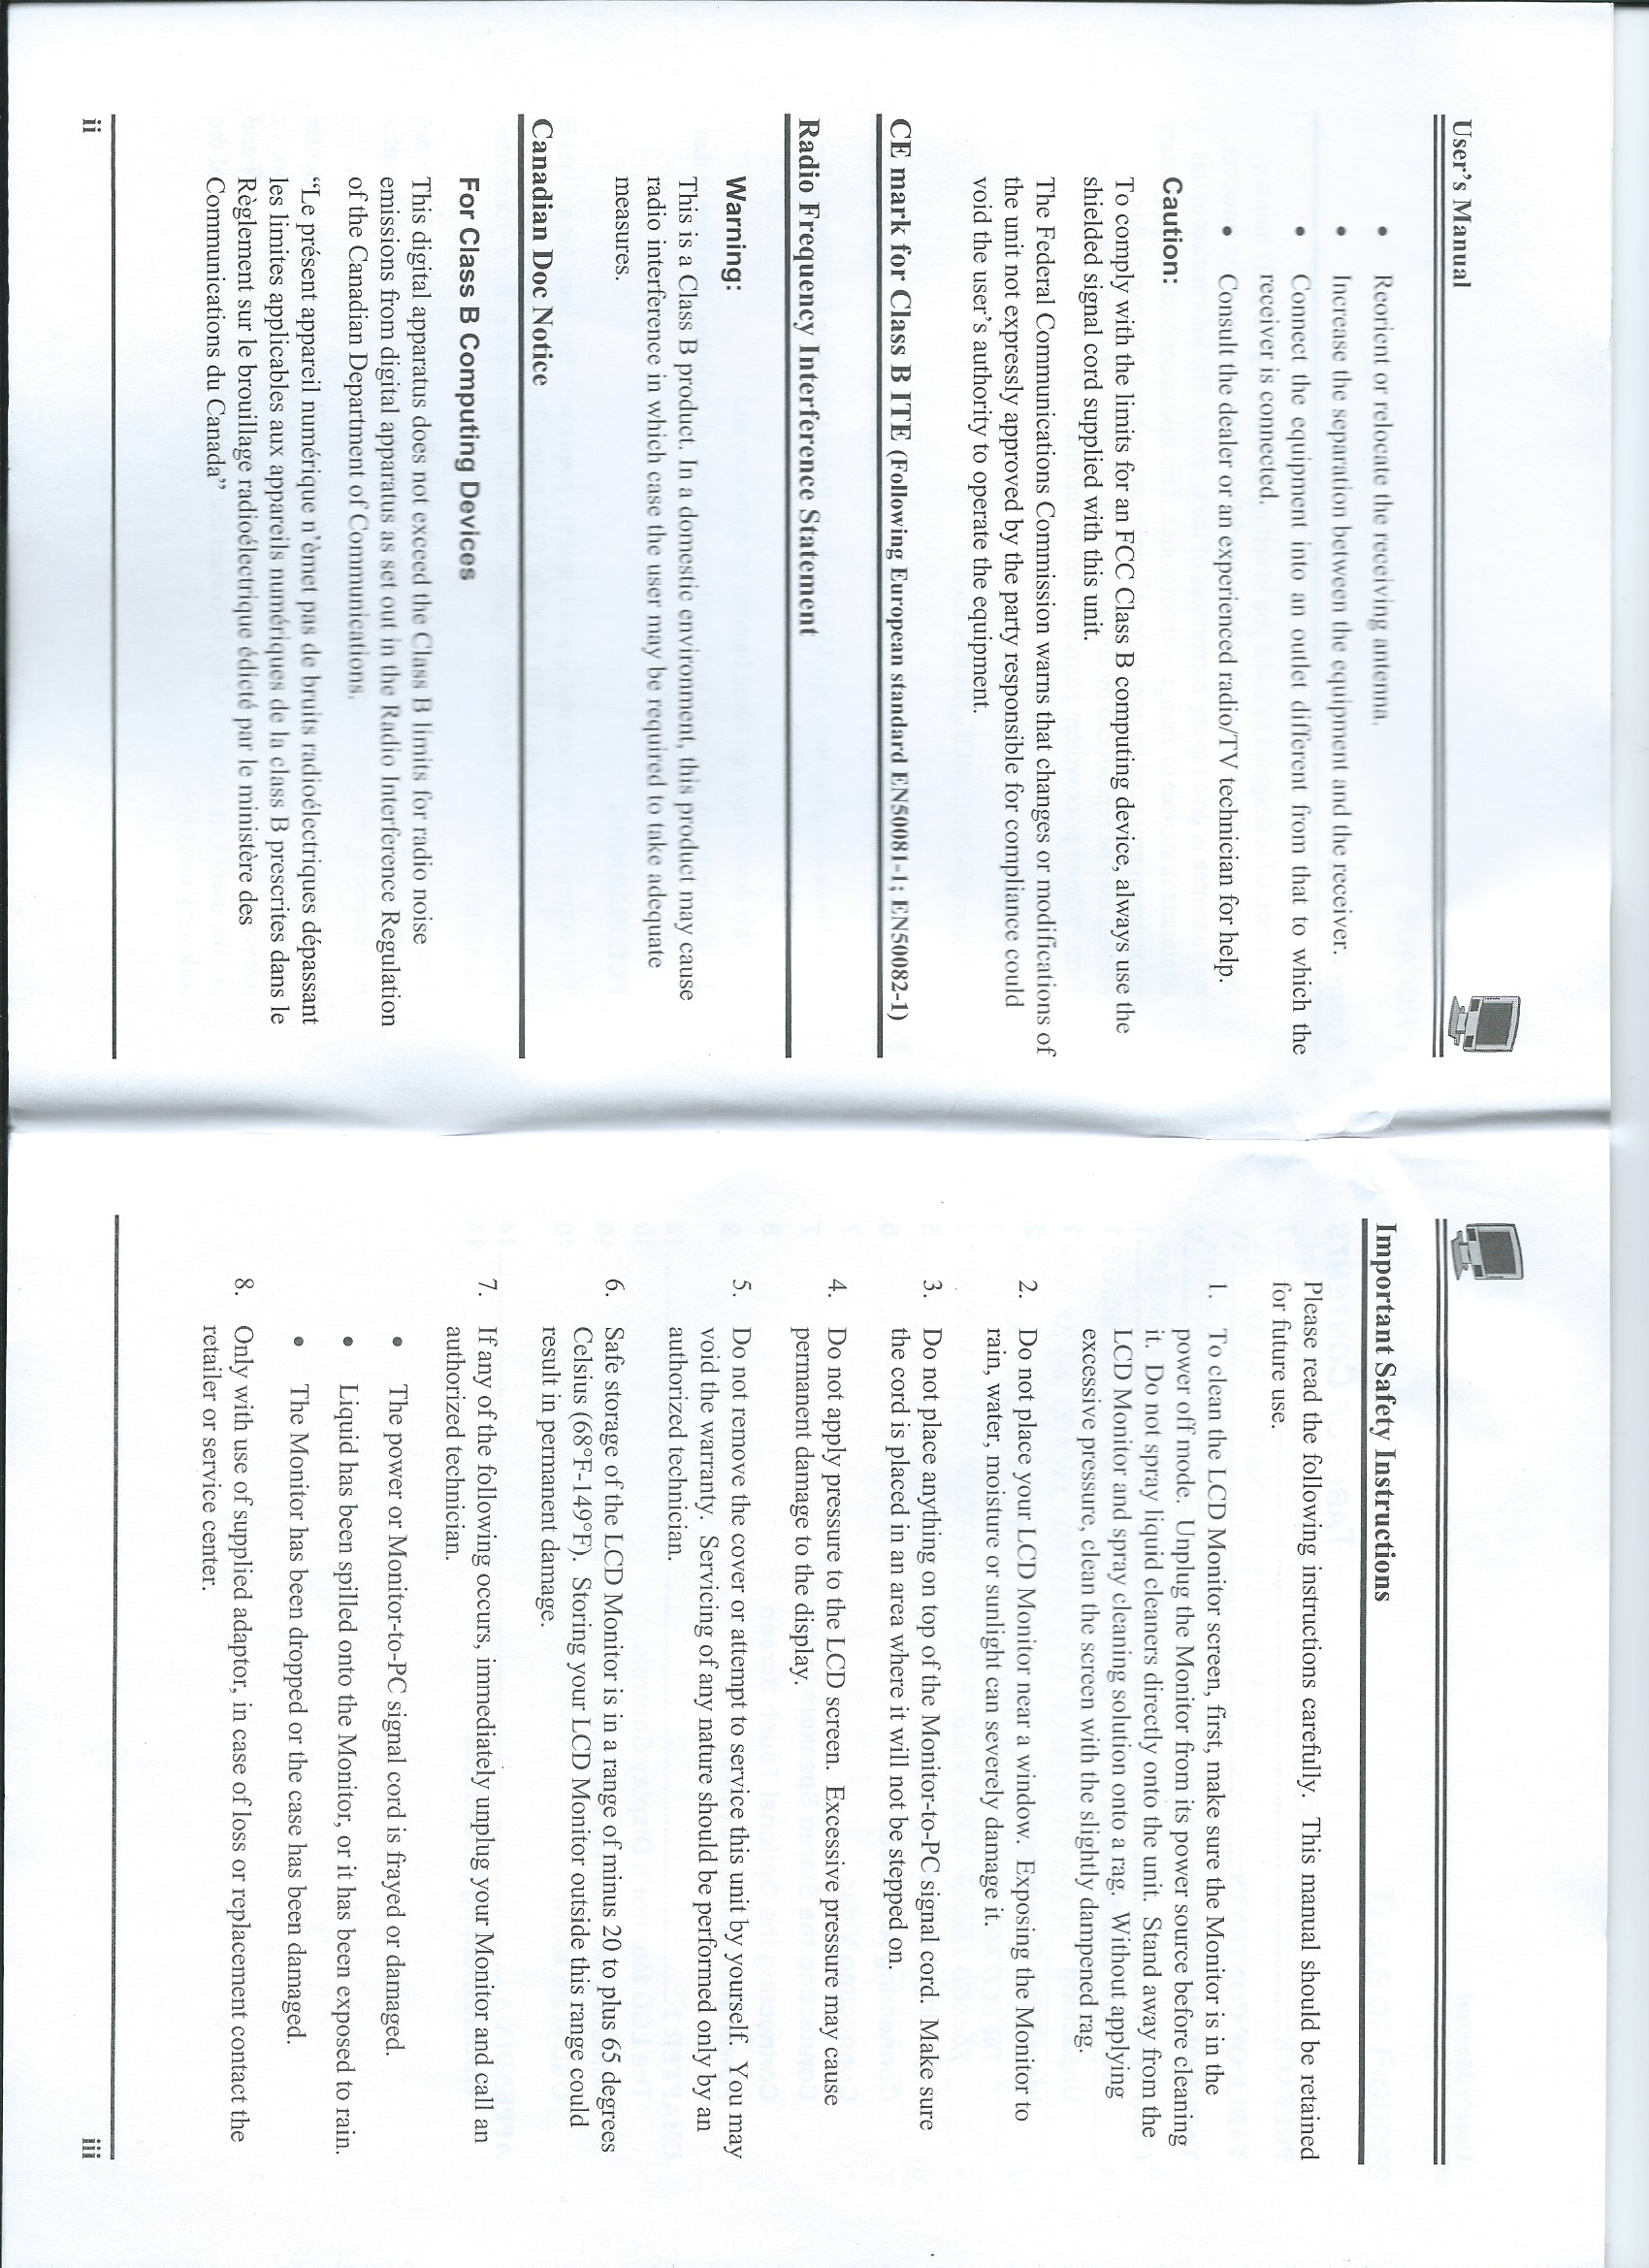 User's Manual
• Reorient or relocate the receiving antenna.
• Increase the separation between the equipment and the receiver.
• Connect the equipment into an outlet different from that to which the
receiver is connected.
• Consult the dealer or an experienced radio/TV technician for help.
Caution:
To comply with the limits for an FCC Class B computing device, always use the
shielded signal cord supplied with this unit.
The Federal Communications Commission warns that changes or modifications of
the unit not expressly approved by the party responsible for compliance could
void the user's authority to operate the equipment.
CE mark for Class B ITE (Following European standard EN50081-1; EN50082-1)
Radio Frequency Interference Statement
Warning:
This is a Class B product. In a domestic environment, this product may cause
radio interference in which case the user may be required to take adequate
measures.
Canadian Doc Notice
For Class B Computing Devices
This digital apparatus does not exceed the Class B limits for radio noise
emissions from digital apparatus as set out in the Radio Interference Regulation
of the Canadian Department of Communications.
“Le présent appareil numérique n'èmet pas de bruits radioélectriques dépassant
les limites applicables aux appareils numériques de la class B prescrites dans le
Règlement sur le brouillage radioélectrique édicté par le ministère des
Communications du Canada”
ii
Important Safety Instructions
Please read the following instructions carefully. This manual should be retained
for future use.
1. To clean the LCD Monitor screen, first, make sure the Monitor is in the
power off mode. Unplug the Monitor from its power source before cleaning
it. Do not spray liquid cleaners directly onto the unit. Stand away from the
LCD Monitor and spray cleaning solution onto a rag. Without applying
excessive pressure, clean the screen with the slightly dampened rag.
2. Do not place your LCD Monitor near a window. Exposing the Monitor to
rain, water, moisture or sunlight can severely damage it.
3. Do not place anything on top of the Monitor-to-PC signal cord. Make sure
the cord is placed in an area where it will not be stepped on.
4. Do not apply pressure to the LCD screen. Excessive pressure may cause
permanent damage to the display.
5. Do not remove the cover or attempt to service this unit by yourself. You may
void the warranty. Servicing of any nature should be performed only by an
authorized technician.
6. Safe storage of the LCD Monitor is in a range of minus 20 to plus 65 degrees
Celsius (68°F-149°F). Storing your LCD Monitor outside this range could
result in permanent damage.
7. If any of the following occurs, immediately unplug your Monitor and call an
authorized technician.
• The power or Monitor-to-PC signal cord is frayed or damaged.
• Liquid has been spilled onto the Monitor, or it has been exposed to rain.
• The Monitor has been dropped or the case has been damaged.
8. Only with use of supplied adaptor, in case of loss or replacement contact the
retailer or service center.
iii